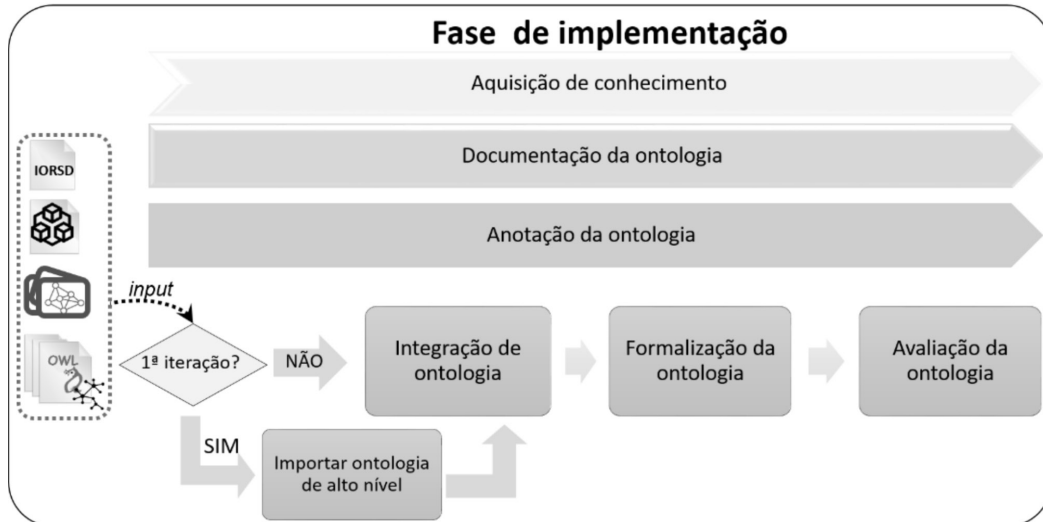 Fase de implementação
Aquisição de conhecimento
Documentação da ontologia
Anotação da ontologia
IORSD
OWL
input
1ª iteração?
NÃO
Integração de
ontologia
Formalização da
ontologia
Avaliação da
ontologia
SIM
Importar ontologia
de alto nível